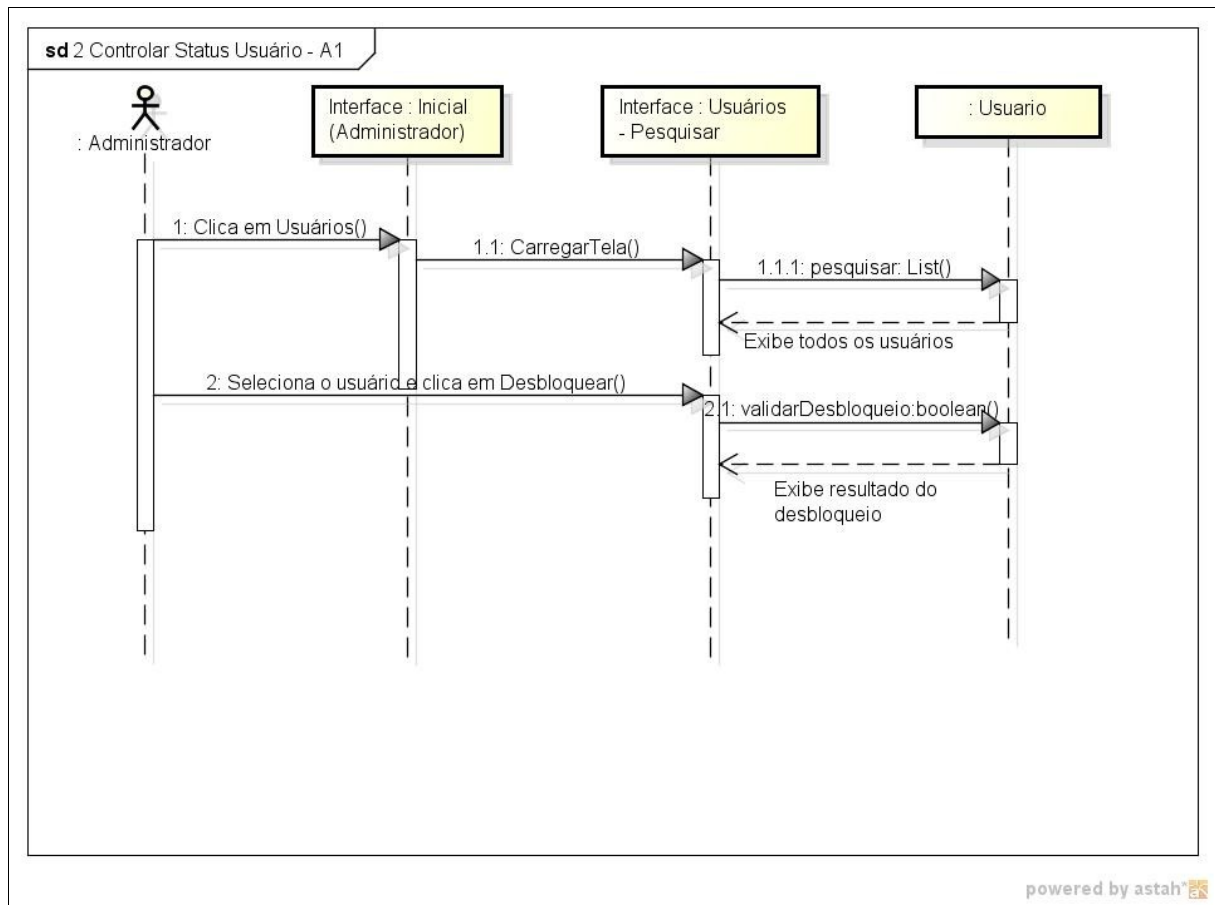 sd 2 Controlar Status Usuário - A1
: Administrador
Interface : Inicial
(Administrador)
Interface : Usuários
- Pesquisar
: Usuario
1: Clica em Usuários()
1.1: CarregarTela()
1.1.1: pesquisar: List()
Exibe todos os usuários
2: Seleciona o usuário e clica em Desbloquear()
2.1: validarDesbloqueio:boolean()
Exibe resultado do
desbloqueio
powered by astah*